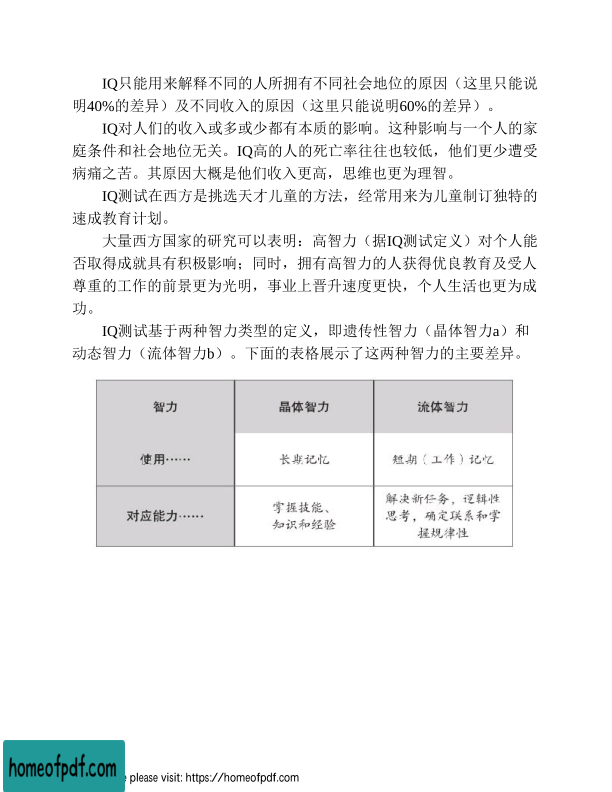 IQ只能用来解释不同的人所拥有不同社会地位的原因（这里只能说
明40%的差异）及不同收入的原因（这里只能说明60%的差异）。
IQ对人们的收入或多或少都有本质的影响。这种影响与一个人的家
庭条件和社会地位无关。IQ高的人的死亡率往往也较低，他们更少遭受
病痛之苦。其原因大概是他们收入更高，思维也更为理智。
IQ测试在西方是挑选天才儿童的方法，经常用来为儿童制订独特的
速成教育计划。
大量西方国家的研究可以表明：高智力（据IQ测试定义）对个人能
否取得成就具有积极影响；同时，拥有高智力的人获得优良教育及受人
尊重的工作的前景更为光明，事业上晋升速度更快，个人生活也更为成
功。
IQ测试基于两种智力类型的定义，即遗传性智力（晶体智力a）和
动态智力（流体智力b）。下面的表格展示了这两种智力的主要差异。
智力 晶体智力 流体智力
使用…… 长期记忆 短期（工作）记忆
对应能力……
掌握技能、
知识和经验
解决新任务，逻辑性
思考，确定联系和掌
握规律性
homeofpdf.com
please visit: https://homeofpdf.com